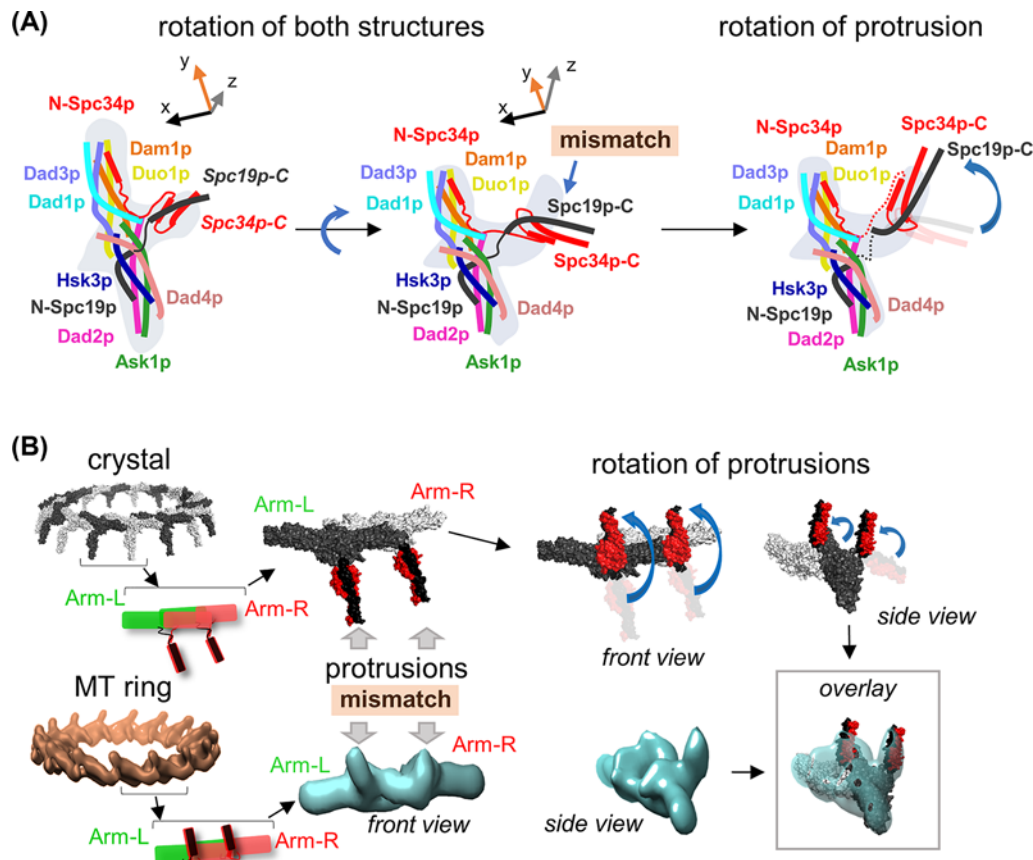 (A)
rotation of both structures
rotation of protrusion
y
z
x
N-Spc34p
Dam1p
Duo1p
Dad3p
Dad1p
Spc19p-C
Spc34p-C
Hsk3p
N-Spc19p
Dad4p
Dad2p
Ask1p
y
z
x
N-Spc34p
mismatch
Dam1p
Duo1p
Dad3p
Dad1p
Spc19p-C
Spc34p-C
Hsk3p
N-Spc19p
Dad4p
Dad2p
Ask1p
N-Spc34p
Spc34p-C
Dam1p
Spc19p-C
Duo1p
Dad3p
Dad1p
Hsk3p
N-Spc19p
Dad4p
Dad2p
Ask1p
(B)
crystal
rotation of protrusions
Arm-L
Arm-R
Arm-L
Arm-R
front view
side view
MT ring
protrusions
mismatch
overlay
Arm-L
Arm-R
front view
side view
Arm-L
Arm-R